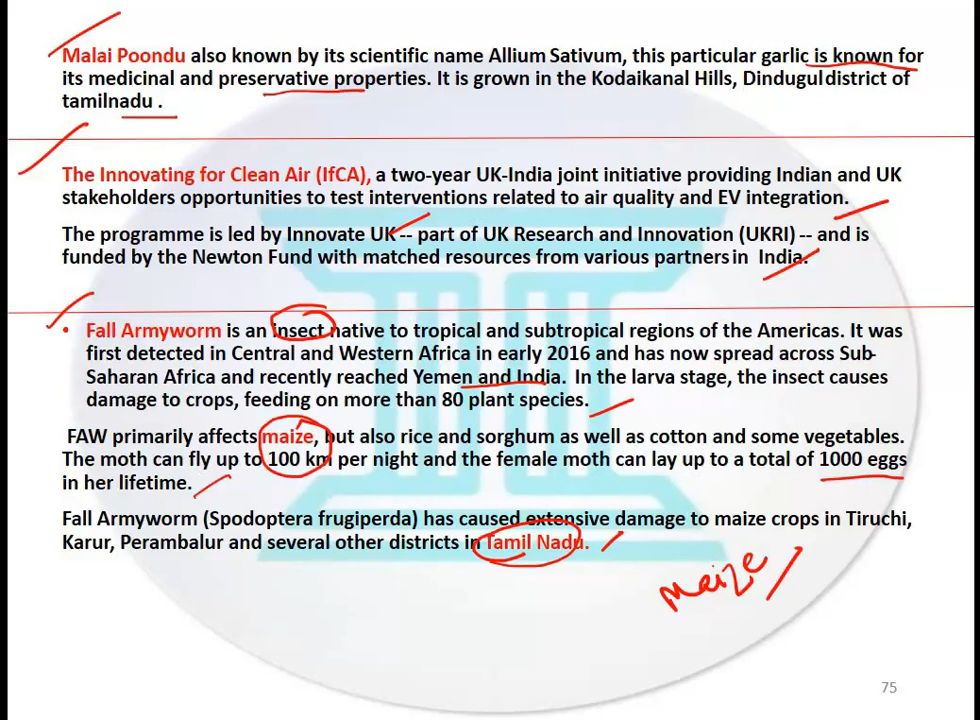 Malai Poondu also known by its scientific name Allium Sativum, this particular garlic is known for
its medicinal and preservative properties. It is grown in the Kodaikanal Hills, Dindugul district of
tamilnadu .
The Innovating for Clean Air (IfCA), a two-year UK-India joint initiative providing Indian and UK
stakeholders opportunities to test interventions related to air quality and EV integration.
The programme is led by Innovate UK -- part of UK Research and Innovation (UKRI) -- and is
funded by the Newton Fund with matched resources from various partners in India.
• Fall Armyworm is an insect native to tropical and subtropical regions of the Americas. It was
first detected in Central and Western Africa in early 2016 and has now spread across Sub-
Saharan Africa and recently reached Yemen and India. In the larva stage, the insect causes
damage to crops, feeding on more than 80 plant species.
FAW primarily affects maize, but also rice and sorghum as well as cotton and some vegetables.
The moth can fly up to 100 km per night and the female moth can lay up to a total of 1000 eggs
in her lifetime.
Fall Armyworm (Spodoptera frugiperda) has caused extensive damage to maize crops in Tiruchi,
Karur, Perambalur and several other districts in Tamil Nadu.
maize
75